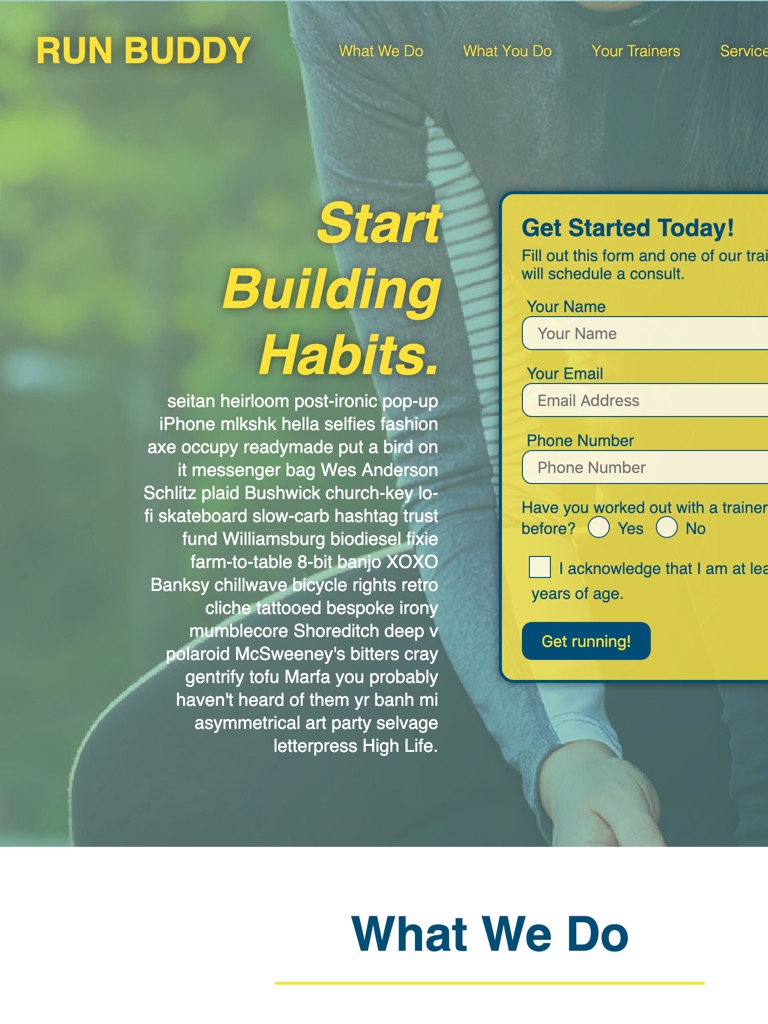 RUN BUDDY
What We Do
What You Do
Your Trainers
Service
Start
Building
Habits.
seitan heirloom post-ironic pop-up
iPhone mlkshk hella selfies fashion
axe occupy readymade put a bird on
it messenger bag Wes Anderson
Schlitz plaid Bushwick church-key lo-
fi skateboard slow-carb hashtag trust
fund Williamsburg biodiesel fixie
farm-to-table 8-bit banjo XOXO
Banksy chillwave bicycle rights retro
cliche tattooed bespoke irony
mumblecore Shoreditch deep v
polaroid McSweeney's bitters cray
gentrify tofu Marfa you probably
haven't heard of them yr banh mi
asymmetrical art party selvage
letterpress High Life.
Get Started Today!
Fill out this form and one of our trai
will schedule a consult.
Your Name
Your Name
Your Email
Email Address
Phone Number
Phone Number
Have you worked out with a trainer
before? Yes No
I acknowledge that I am at lea
years of age.
Get running!
What We Do